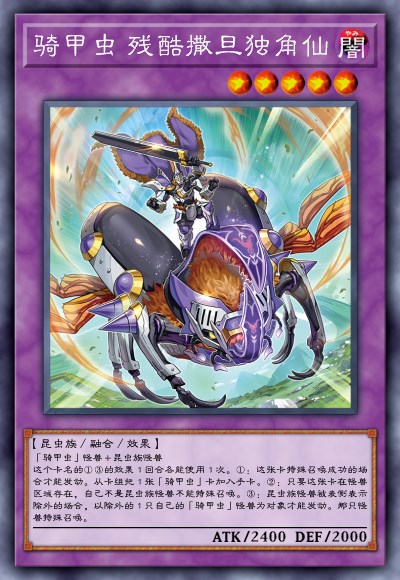 骑甲虫 残酷撒旦独角仙
やみ
闇
【昆虫族／融合／效果】
「骑甲虫」怪兽＋昆虫族怪兽
这个卡名的①③的效果１回合各能使用１次。①：这张卡特殊召唤成功的场
合才能发动。从卡组把１张「骑甲虫」卡加入手卡。②：只要这张卡在怪兽
区域存在，自己不是昆虫族怪兽不能特殊召唤。③：昆虫族怪兽被表侧表示
除外的场合，以除外的１只自己的「骑甲虫」怪兽为对象才能发动。那只怪
兽特殊召唤。
ATK/2400 DEF/2000